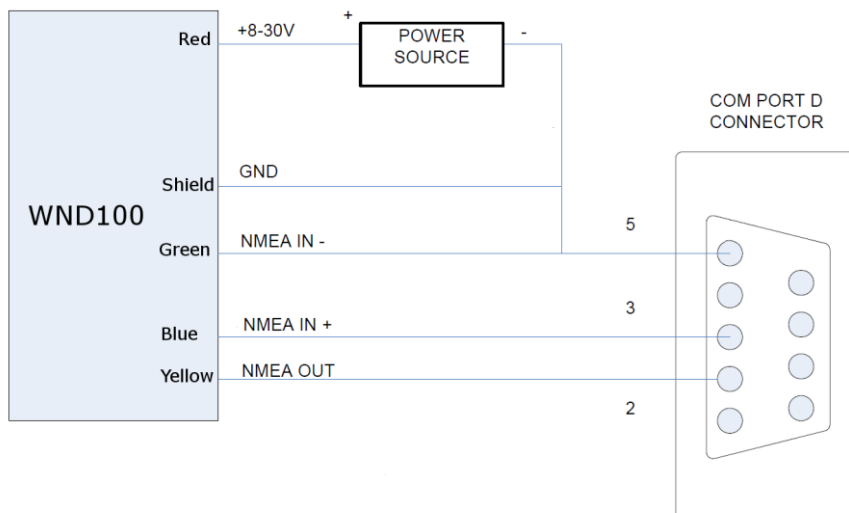 Red
+8-30V
+
POWER
SOURCE
-
COM PORT D
CONNECTOR
Shield
GND
WND100
5
Green
NMEA IN -
3
Blue
NMEA IN +
Yellow
NMEA OUT
2